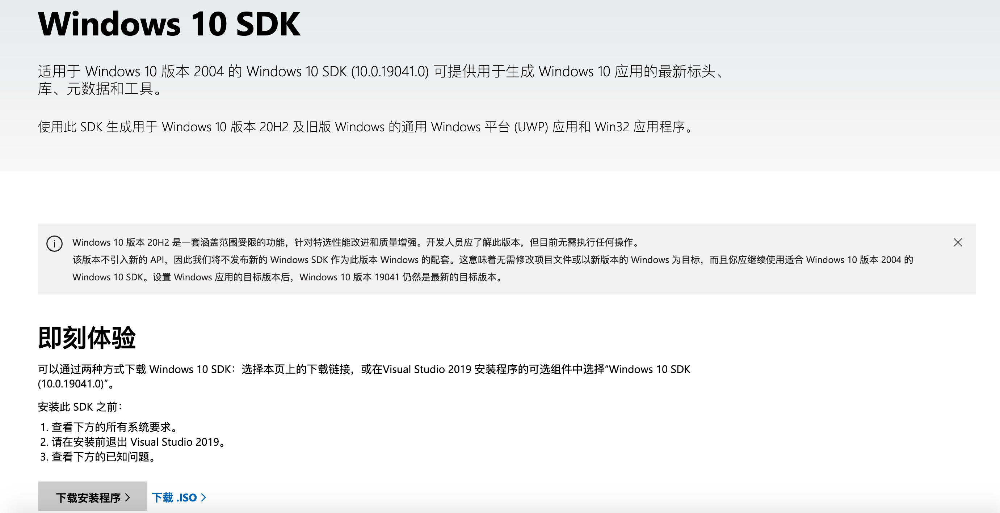 Windows 10 SDK
适用于 Windows 10 版本 2004 的 Windows 10 SDK (10.0.19041.0) 可提供用于生成 Windows 10 应用的最新标头、
库、元数据和工具。
使用此 SDK 生成用于 Windows 10 版本 20H2 及旧版 Windows 的通用 Windows 平台 (UWP) 应用和 Win32 应用程序。
Windows 10 版本 20H2 是一套涵盖范围受限的功能，针对特选性能改进和质量增强。开发人员应了解此版本，但目前无需执行任何操作。
该版本不引入新的 API，因此我们将不发布新的 Windows SDK 作为此版本 Windows 的配套。这意味着无需修改项目文件或以新版本的 Windows 为目标，而且你应继续使用适合 Windows 10 版本 2004 的
Windows 10 SDK。设置 Windows 应用的目标版本后，Windows 10 版本 19041 仍然是最新的目标版本。
即刻体验
可以通过两种方式下载 Windows 10 SDK：选择本页上的下载链接，或在Visual Studio 2019 安装程序的可选组件中选择“Windows 10 SDK
(10.0.19041.0)”。
安装此 SDK 之前：
1. 查看下方的所有系统要求。
2. 请在安装前退出 Visual Studio 2019。
3. 查看下方的已知问题。
下载安装程序 > 下载 .ISO >